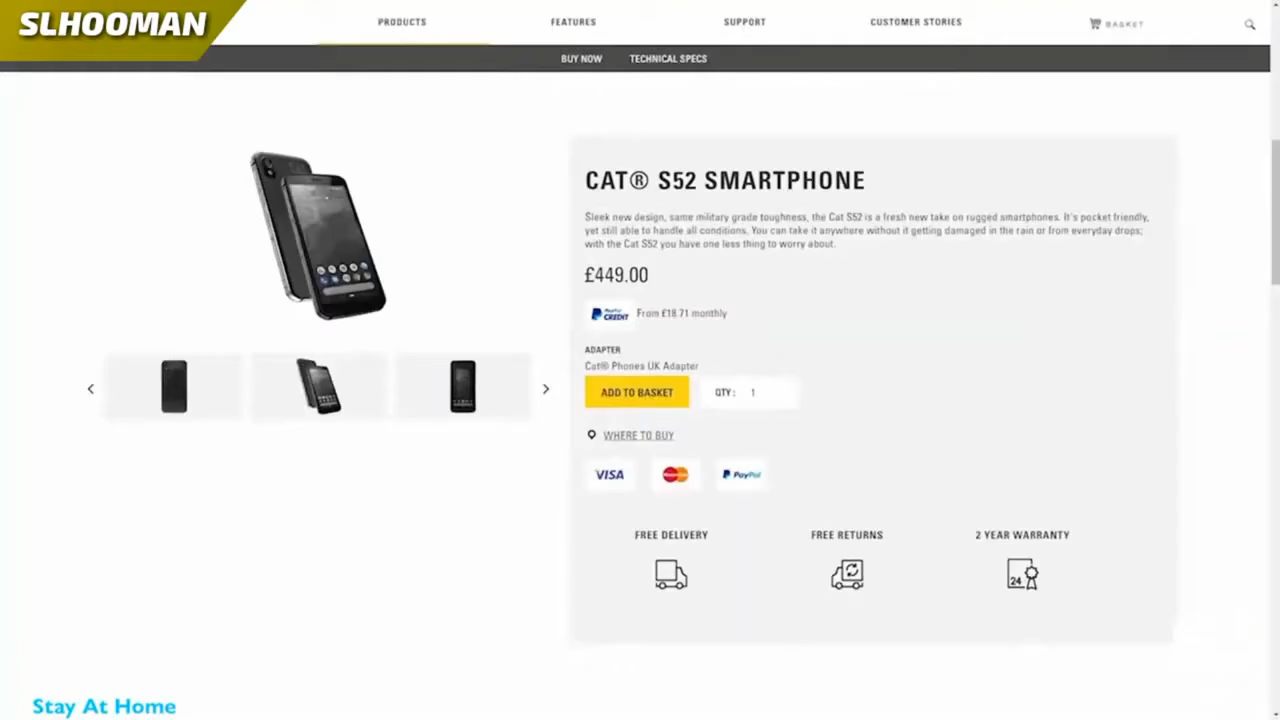 SLHOOMAN
PRODUCTS
FEATURES
SUPPORT
CUSTOMER STORIES
BASKET
BUY NOW
TECHNICAL SPECS
CAT® S52 SMARTPHONE
Sleek new design, same military grade toughness, the Cat S52 is a fresh new take on rugged smartphones. It's pocket friendly,
yet still able to handle all conditions. You can take it anywhere without it getting damaged in the rain or from everyday drops;
with the Cat S52 you have one less thing to worry about.
£449.00
PayPal CREDIT From £18.71 monthly
ADAPTER
Cat® Phones UK Adapter
ADD TO BASKET
QTY: 1
WHERE TO BUY
VISA
MasterCard
PayPal
FREE DELIVERY
FREE RETURNS
2 YEAR WARRANTY
24
Stay At Home